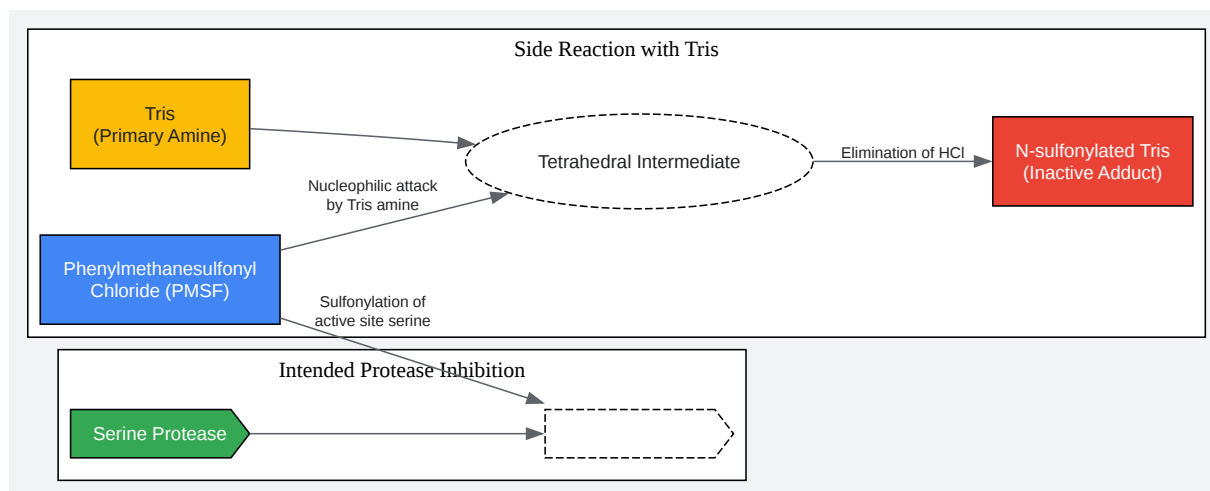 Side Reaction with Tris
Tris
(Primary Amine)
Nucleophilic attack
by Tris amine
Tetrahedral Intermediate
Elimination of HCl
N-sulfonylated Tris
(Inactive Adduct)
Phenylmethanesulfonyl
Chloride (PMSF)
Sulfonylation of
active site serine
Intended Protease Inhibition
Serine Protease